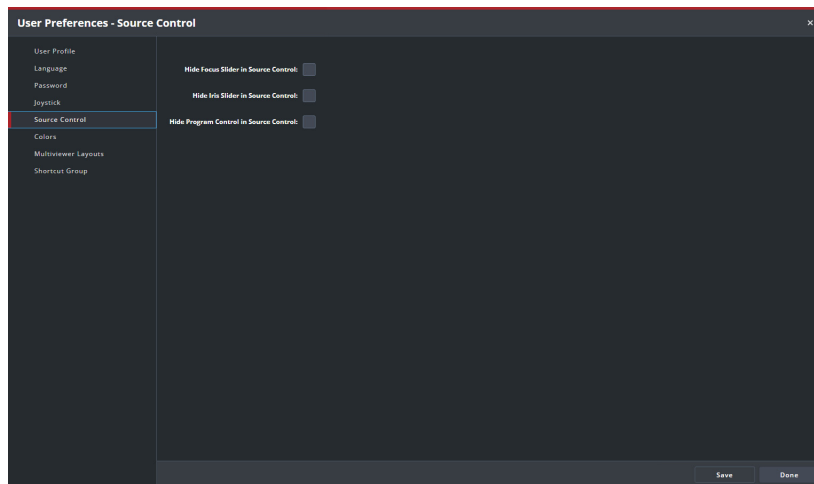 User Preferences - Source Control
×
User Profile
Language
Password
Joystick
Source Control
Colors
Multiviewer Layouts
Shortcut Group
Hide Focus Slider in Source Control:
Hide Iris Slider in Source Control:
Hide Program Control in Source Control:
Save
Done